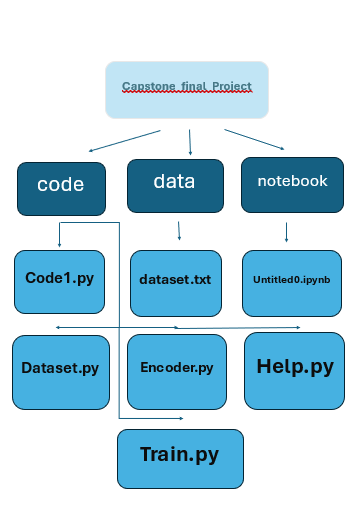 Capstone_final_Project
code
data
notebook
Code1.py
dataset.txt
Untitled0.ipynb
Dataset.py
Encoder.py
Help.py
Train.py